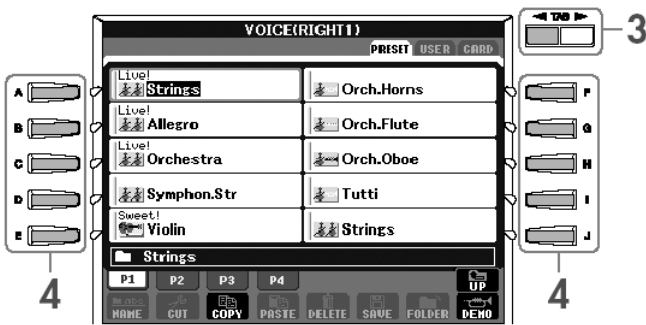 VOICE(RIGHT1)
TAB
3
PRESET USER CARD
A
Live!
Strings
Orch.Horns
F
B
Live!
Allegro
Orch.Flute
G
C
Live!
Orchestra
Orch.Oboe
H
D
Symphon.Str
Tutti
I
E
Sweet!
Violin
Strings
J
Strings
4
P1 P2 P3 P4 UP
4
NAME CUT COPY PASTE DELETE SAVE FOLDER DEMO